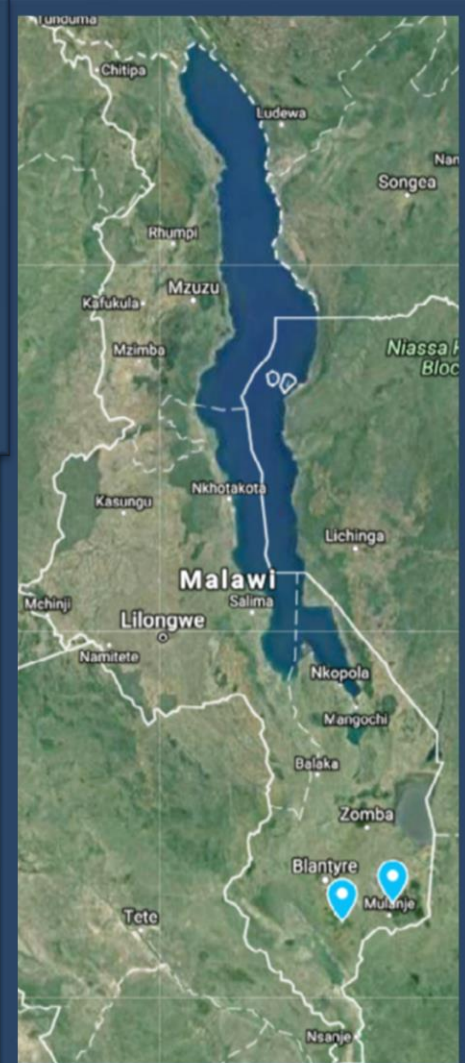 Tunduma
Chitipa
Ludewa
Songea
Rhumpi
Mzuzu
Kafukula
Mzimba
Niassa
Bloc
Nkhotakota
Kasungu
Lichinga
Malawi
Salima
Mchinji
Lilongwe
Namitete
Nkopola
Mangochi
Balaka
Zomba
Blantyre
Mulanje
Tete
Nsanje